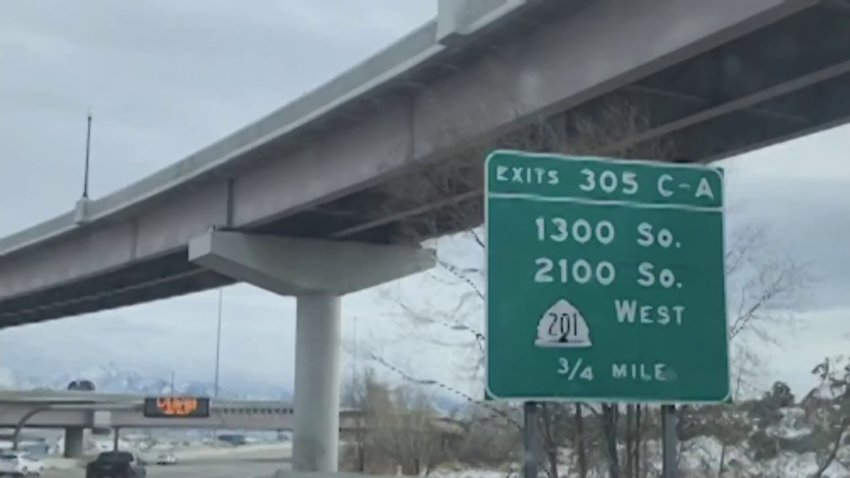 EXITS 305 C-A
1300 So.
2100 So.
201 WEST
3/4 MILE